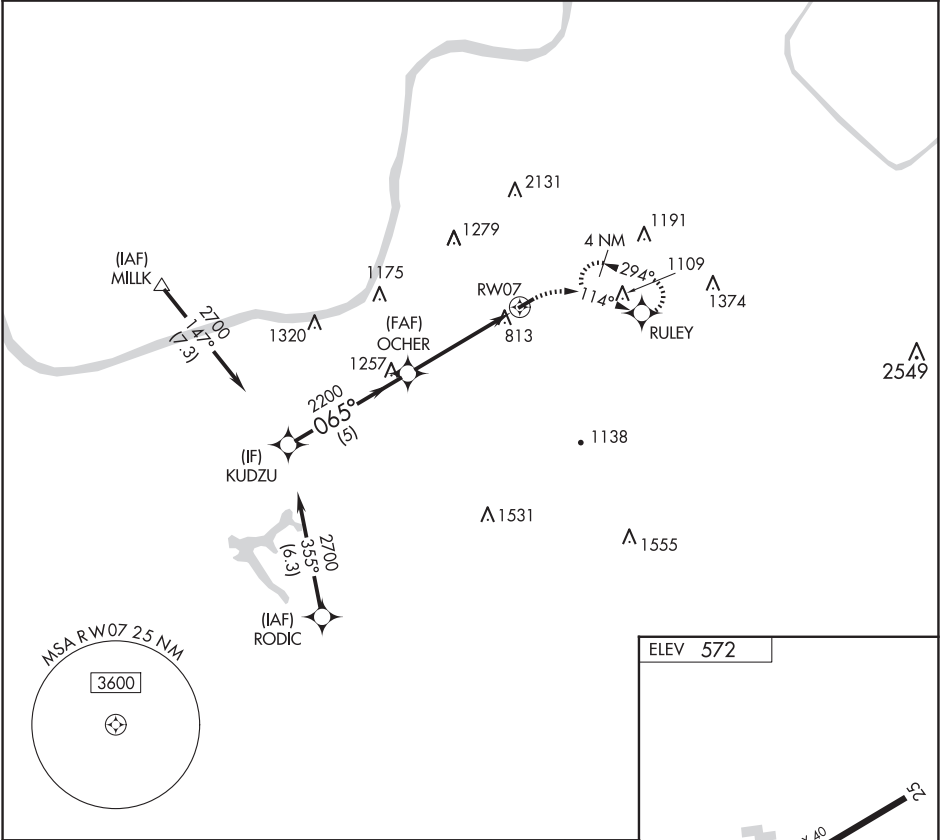 2131
1279
1191
4 NM
1109
294°
(IAF)
MILLK
1175
RW07
114°
1374
2700
147°
(7.3)
1320
(FAF)
OCHER
813
RULEY
1257
2549
2200
065°
(5)
1138
(IF)
KUDZU
1531
1555
2700
355°
(6.3)
(IAF)
RODIC
MSA RW07 25 NM
3600
ELEV 572
25
X 40